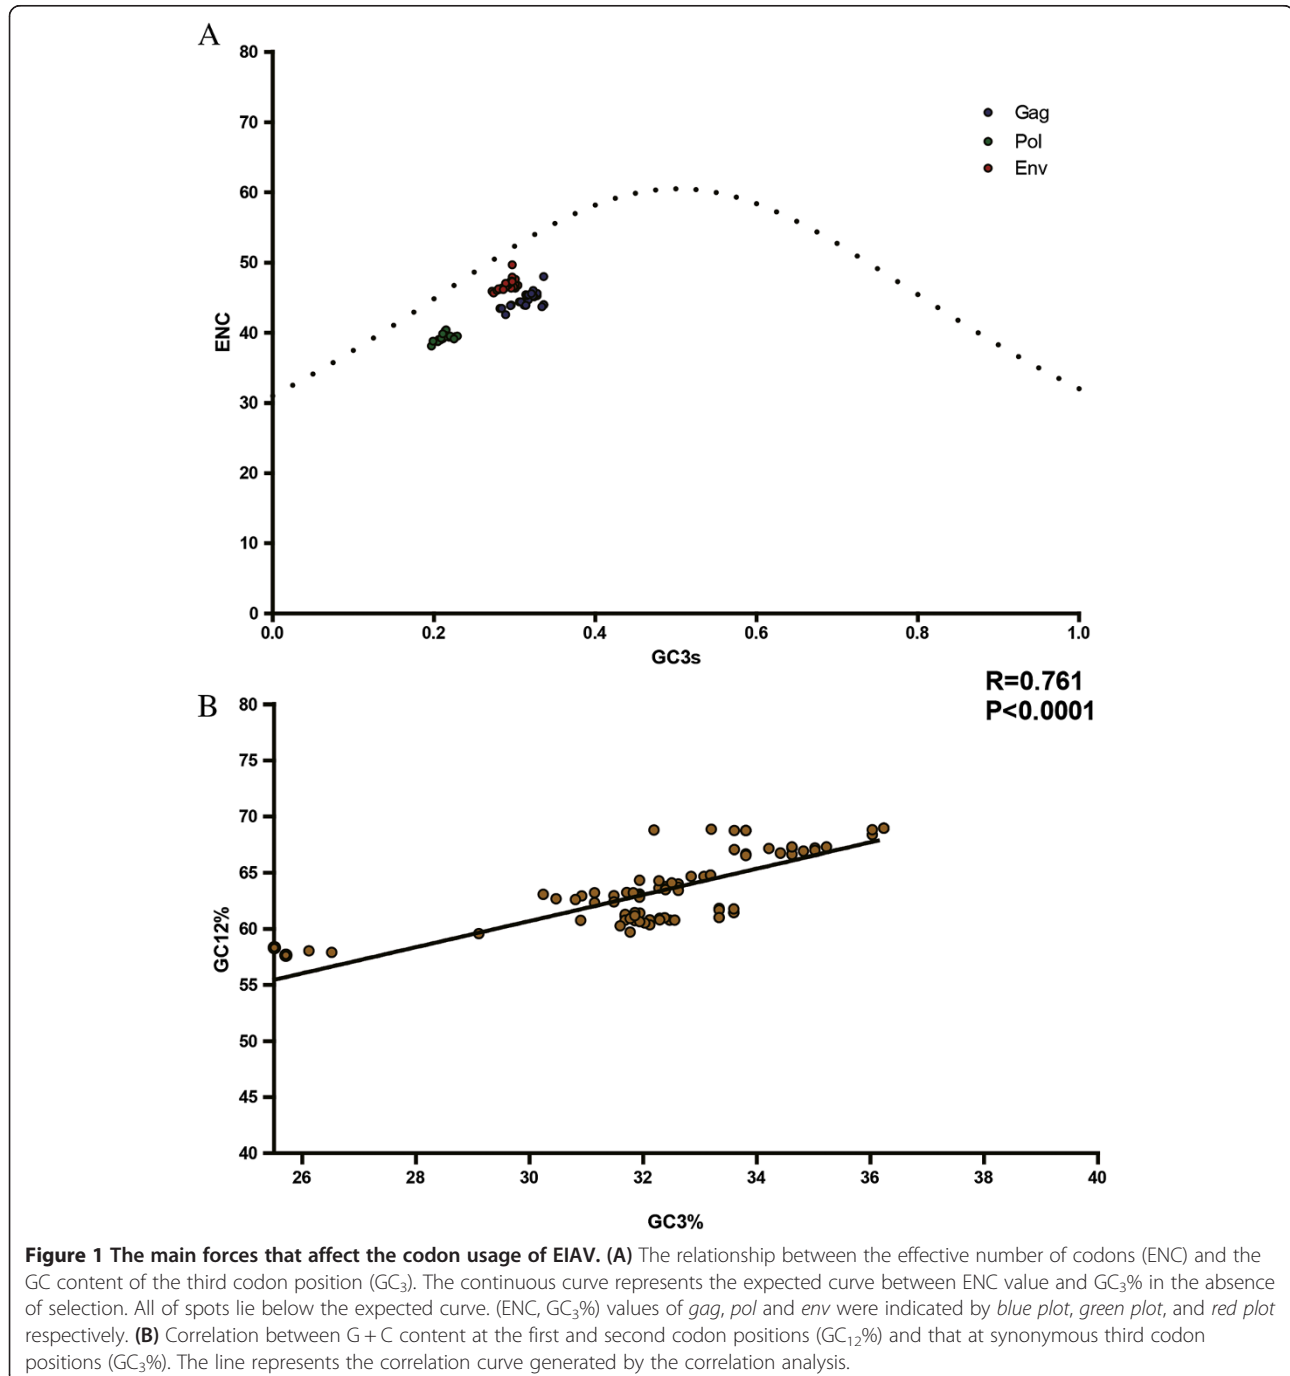 A
80
70
60
50
40
30
20
10
0
ENC
Gag
Pol
Env
0.0 0.2 0.4 0.6 0.8 1.0
GC3s
R=0.761
P<0.0001
B
80
75
70
65
60
55
50
45
40
GC12%
26 28 30 32 34 36 38 40
GC3%
Figure 1 The main forces that affect the codon usage of EIAV. (A) The relationship between the effective number of codons (ENC) and the
GC content of the third codon position (GC3). The continuous curve represents the expected curve between ENC value and GC3% in the absence
of selection. All of spots lie below the expected curve. (ENC, GC3%) values of gag, pol and env were indicated by blue plot, green plot, and red plot
respectively. (B) Correlation between G + C content at the first and second codon positions (GC12%) and that at synonymous third codon
positions (GC3%). The line represents the correlation curve generated by the correlation analysis.